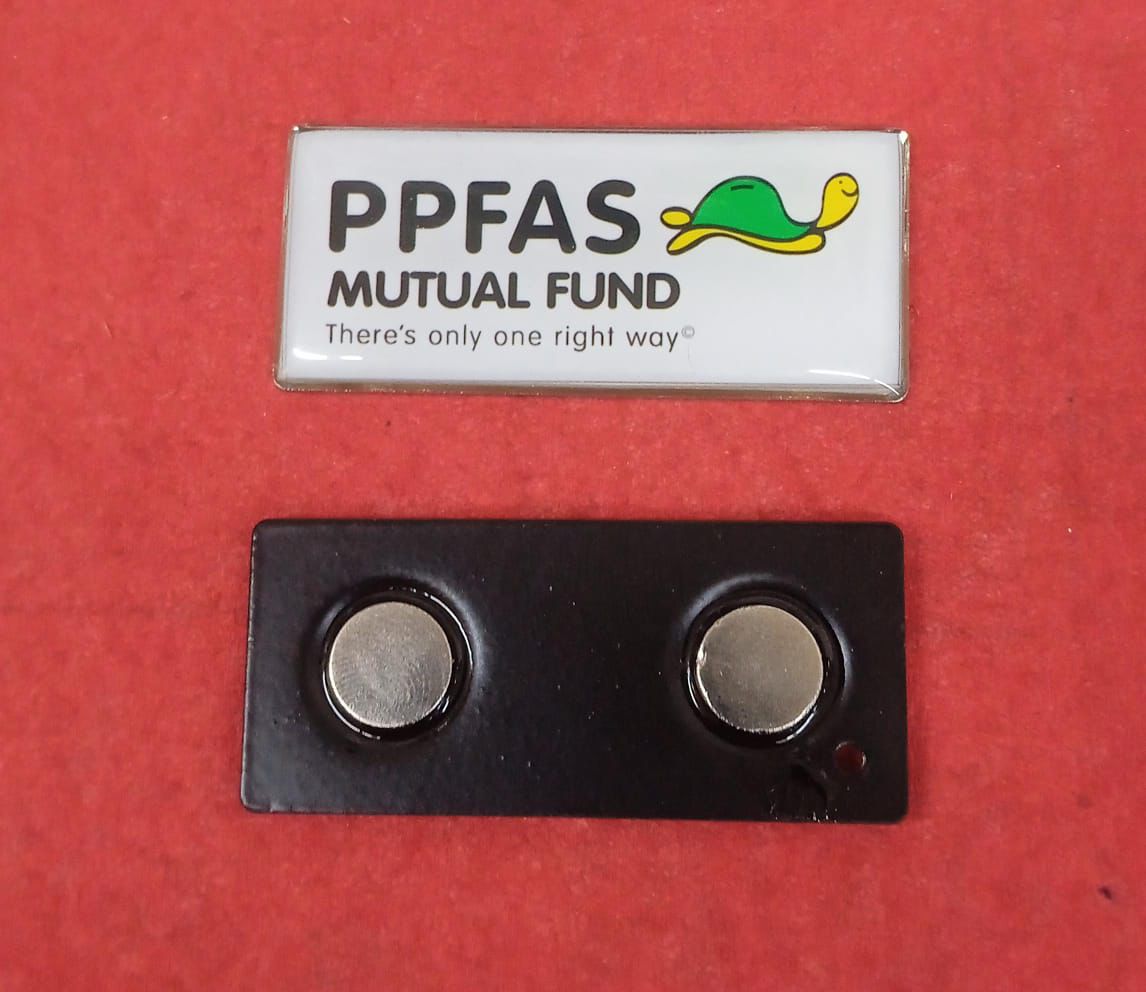 PPFAS
MUTUAL FUND
There's only one right way©